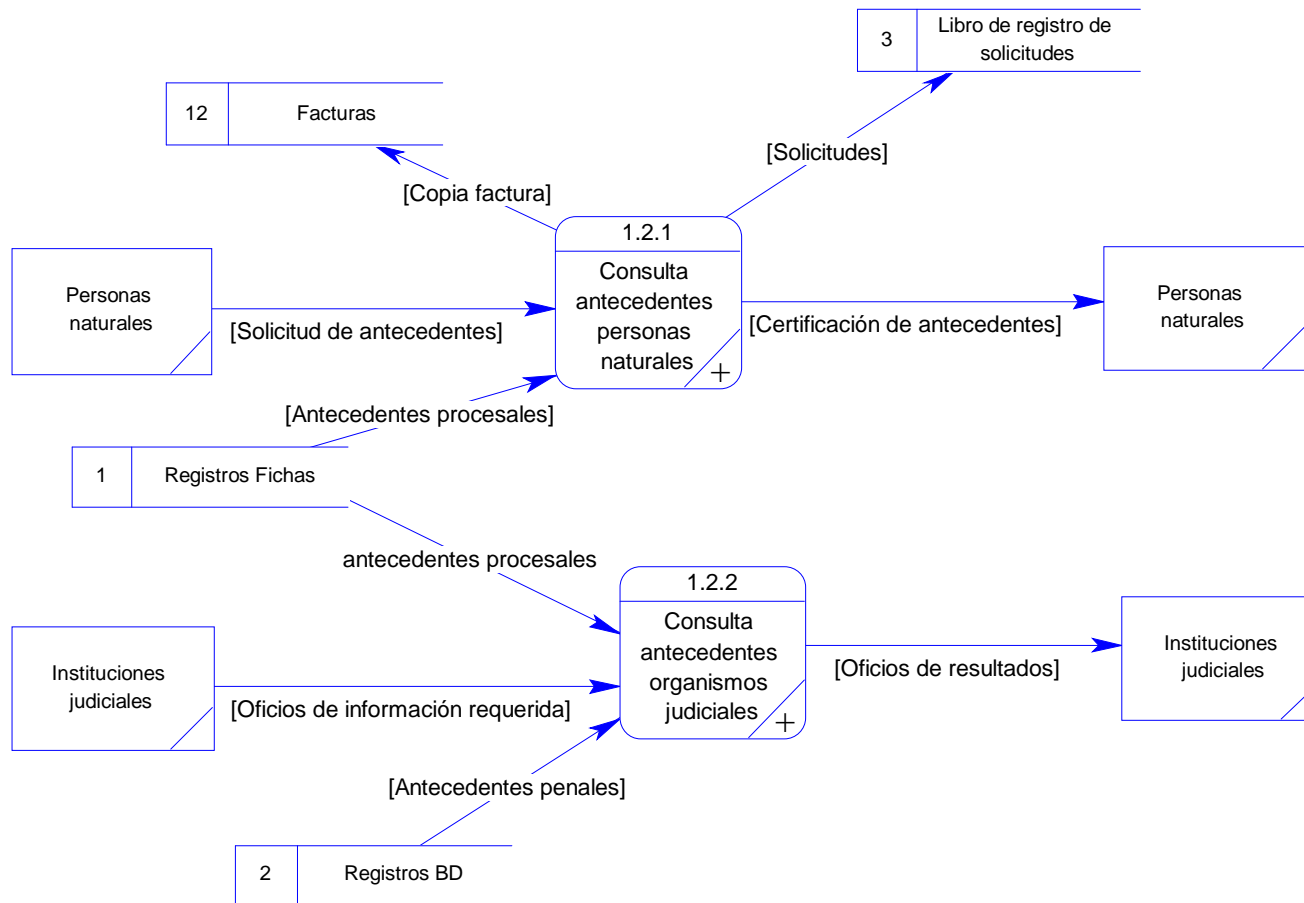 3
Libro de registro de
solicitudes
12
Facturas
[Solicitudes]
[Copia factura]
1.2.1
Consulta
antecedentes
personas
naturales
Personas
naturales
[Solicitud de antecedentes]
[Certificación de antecedentes]
Personas
naturales
[Antecedentes procesales]
1
Registros Fichas
antecedentes procesales
1.2.2
Consulta
antecedentes
organismos
judiciales
Instituciones
judiciales
[Oficios de información requerida]
[Oficios de resultados]
Instituciones
judiciales
[Antecedentes penales]
2
Registros BD